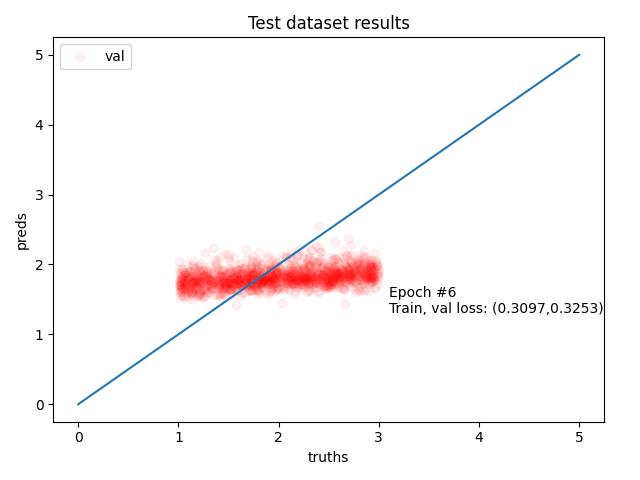 Test dataset results
val
5
4
3
2
1
0
preds
Epoch #6
Train, val loss: (0.3097,0.3253)
0 1 2 3 4 5
truths